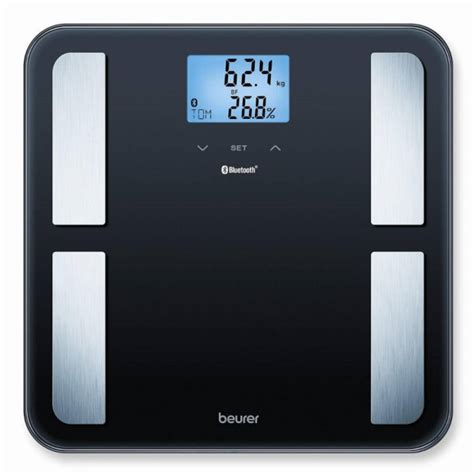 62.4 kg
BF
TOM 26.8%
SET
Bluetooth®
beurer